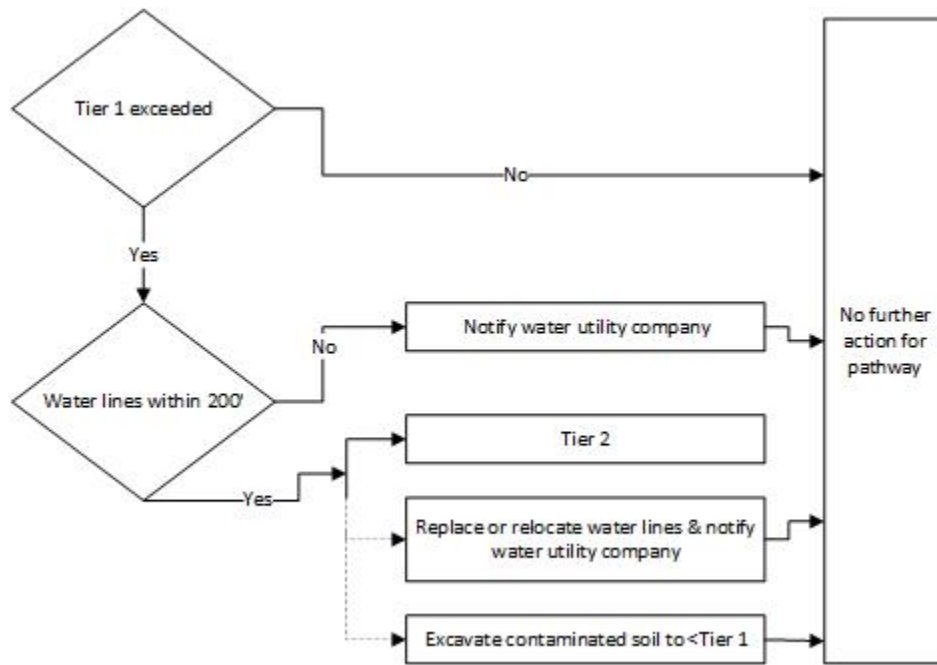 Tier 1 exceeded
No
Yes
Notify water utility company
No
No further
action for
pathway
Water lines within 200'
Tier 2
Yes
Replace or relocate water lines & notify
water utility company
Excavate contaminated soil to <Tier 1